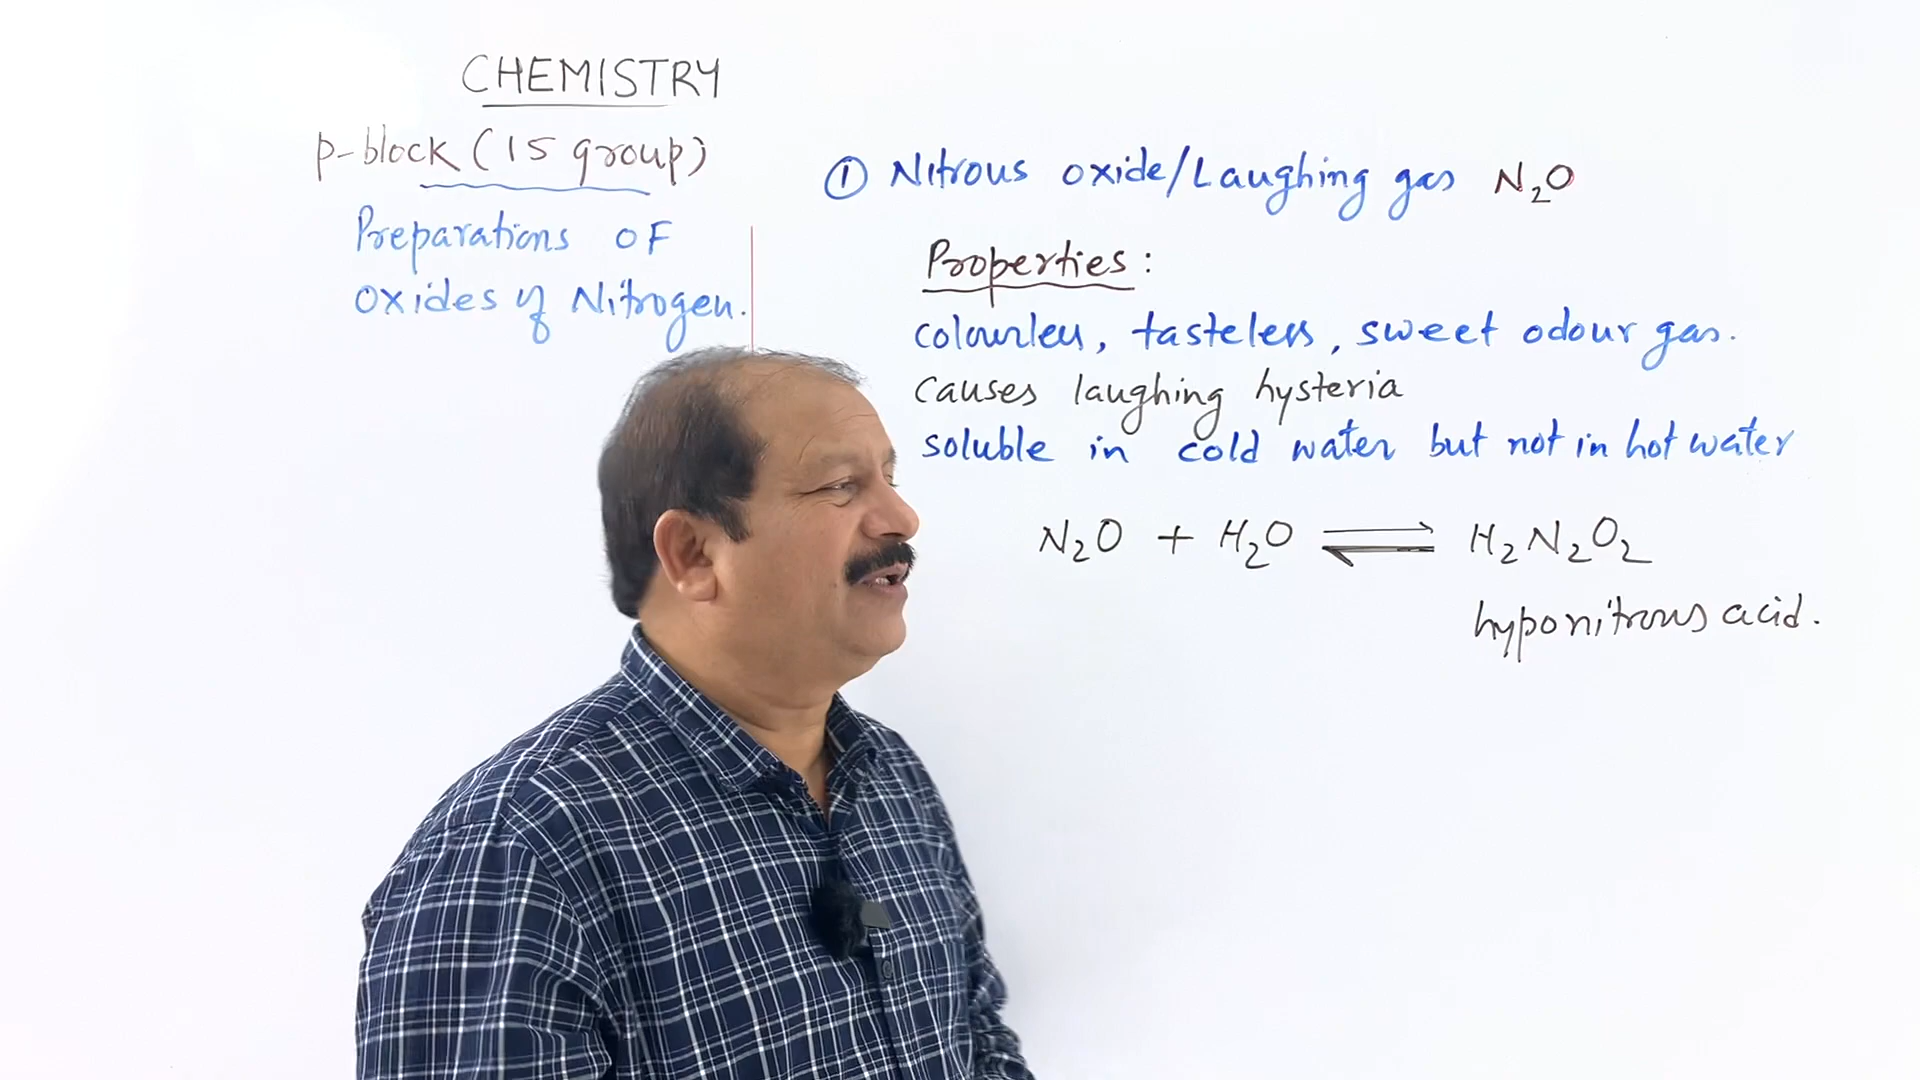 CHEMISTRY
p-block (15 group)
Preparations OF
oxides of Nitrogen.
① Nitrous oxide/Laughing gas N₂O
Properties:
colourless, tasteless, sweet odour gas.
causes laughing hysteria
soluble in cold water but not in hot water
N₂O + H₂O ⇌ H₂N₂O₂
hyponitrous acid.